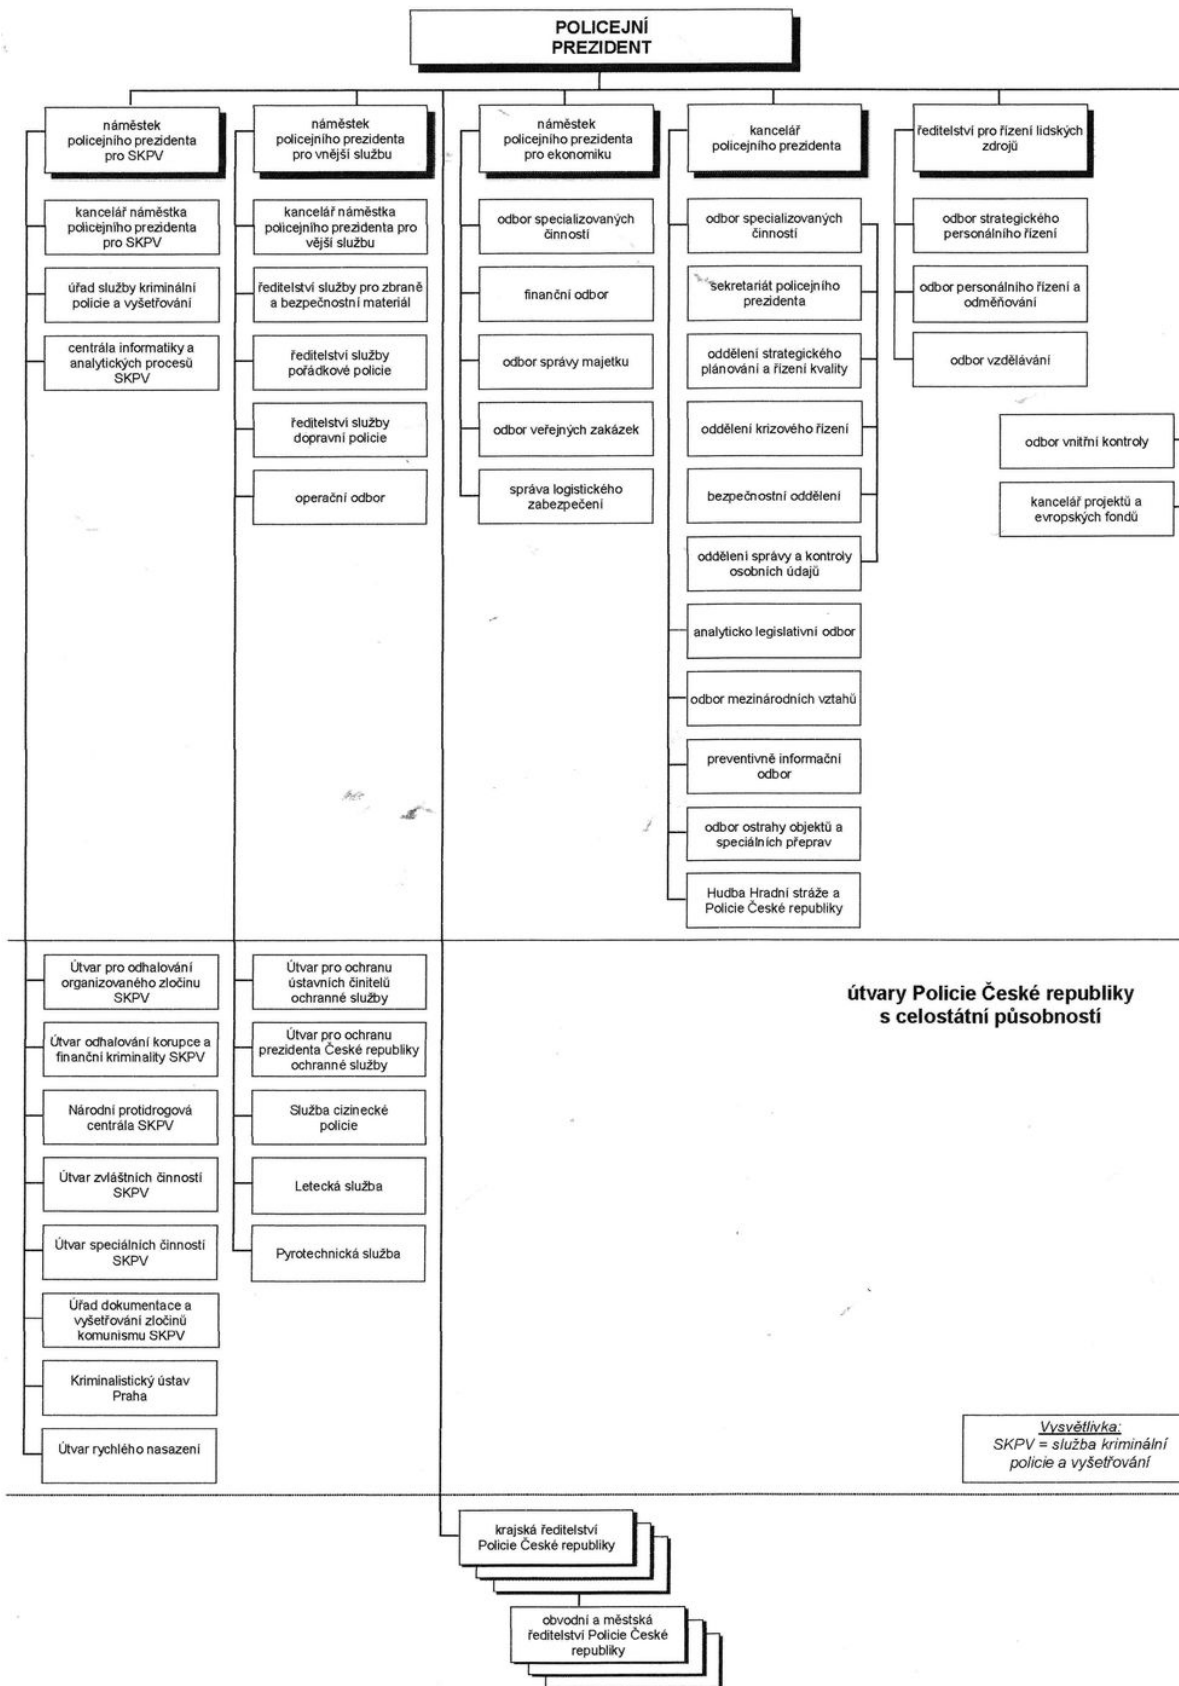 POLICEJNÍ
PREZIDENT
náměstek
policejního prezidenta
pro SKPV
kancelář náměstka
policejního prezidenta
pro SKPV
úřad služby kriminální
policie a vyšetřování
centrála informatiky a
analytických procesů
SKPV
náměstek
policejního prezidenta
pro vnější službu
kancelář náměstka
policejního prezidenta pro
vější službu
ředitelství služby pro zbraně
a bezpečnostní materiál
ředitelství služby
pořádkové policie
ředitelství služby
dopravní policie
operační odbor
náměstek
policejního prezidenta
pro ekonomiku
odbor specializovaných
činností
finanční odbor
odbor správy majetku
odbor veřejných zakázek
správa logistického
zabezpečení
kancelář
policejního prezidenta
odbor specializovaných
činností
sekretariát policejního
prezidenta
oddělení strategického
plánování a řízení kvality
oddělení krizového řízení
bezpečnostní oddělení
oddělení správy a kontroly
osobních údajů
analyticko legislativní odbor
odbor mezinárodních vztahů
preventivně informační
odbor
odbor ostrahy objektů a
speciálních přeprav
Hudba Hradní stráže a
Policie České republiky
ředitelství pro řízení lidských
zdrojů
odbor strategického
personálního řízení
odbor personálního řízení a
odměňování
odbor vzdělávání
odbor vnitřní kontroly
kancelář projektů a
evropských fondů
útvary Policie České republiky
s celostátní působností
Útvar pro odhalování
organizovaného zločinu
SKPV
Útvar odhalování korupce a
finanční kriminality SKPV
Národní protidrogová
centrála SKPV
Útvar zvláštních činností
SKPV
Útvar speciálních činností
SKPV
Úřad dokumentace a
vyšetřování zločinů
komunismu SKPV
Kriminalistický ústav
Praha
Útvar rychlého nasazení
Útvar pro ochranu
ústavních činitelů
ochranné služby
Útvar pro ochranu
prezidenta České republiky
ochranné služby
Služba cizinecké
policie
Letecká služba
Pyrotechnická služba
Vysvětlivka:
SKPV = služba kriminální
policie a vyšetřování
krajská ředitelství
Policie České republiky
obvodní a městská
ředitelství Policie České
republiky